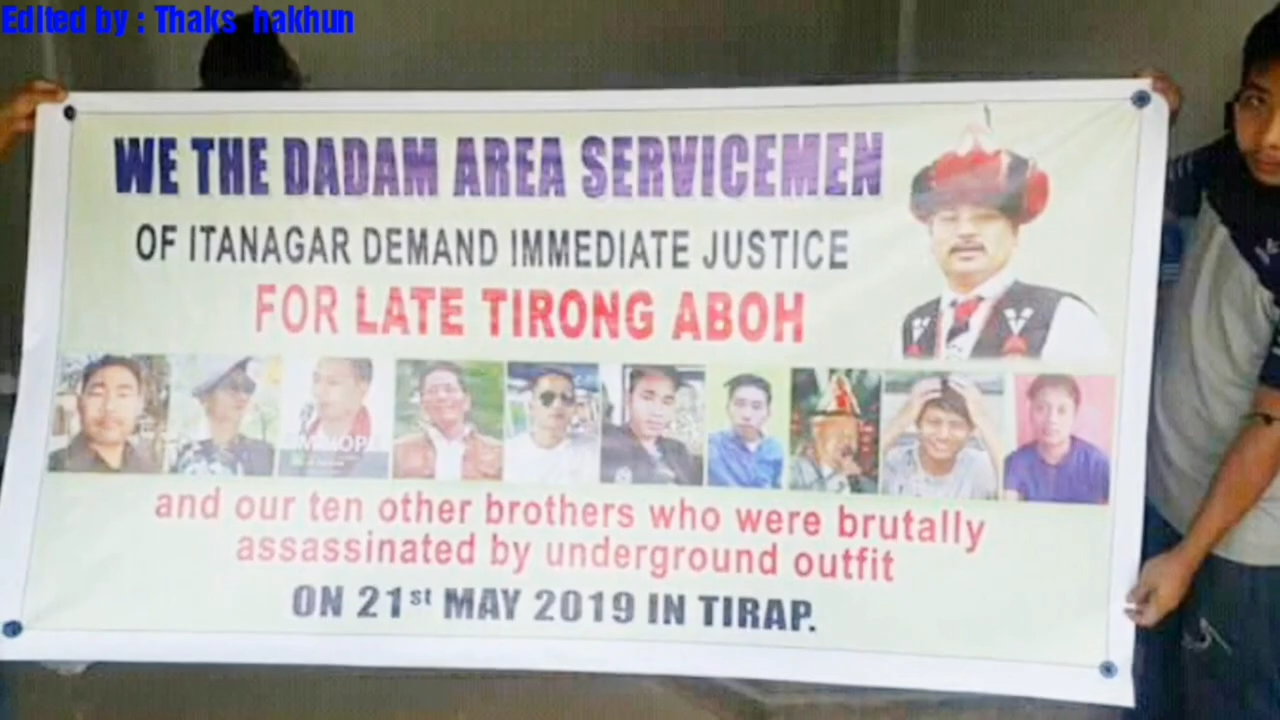 Edited by : Thaks hakhun
WE THE DADAM AREA SERVICEMEN
OF ITANAGAR DEMAND IMMEDIATE JUSTICE
FOR LATE TIRONG ABOH
and our ten other brothers who were brutally
assassinated by underground outfit
ON 21st MAY 2019 IN TIRAP.